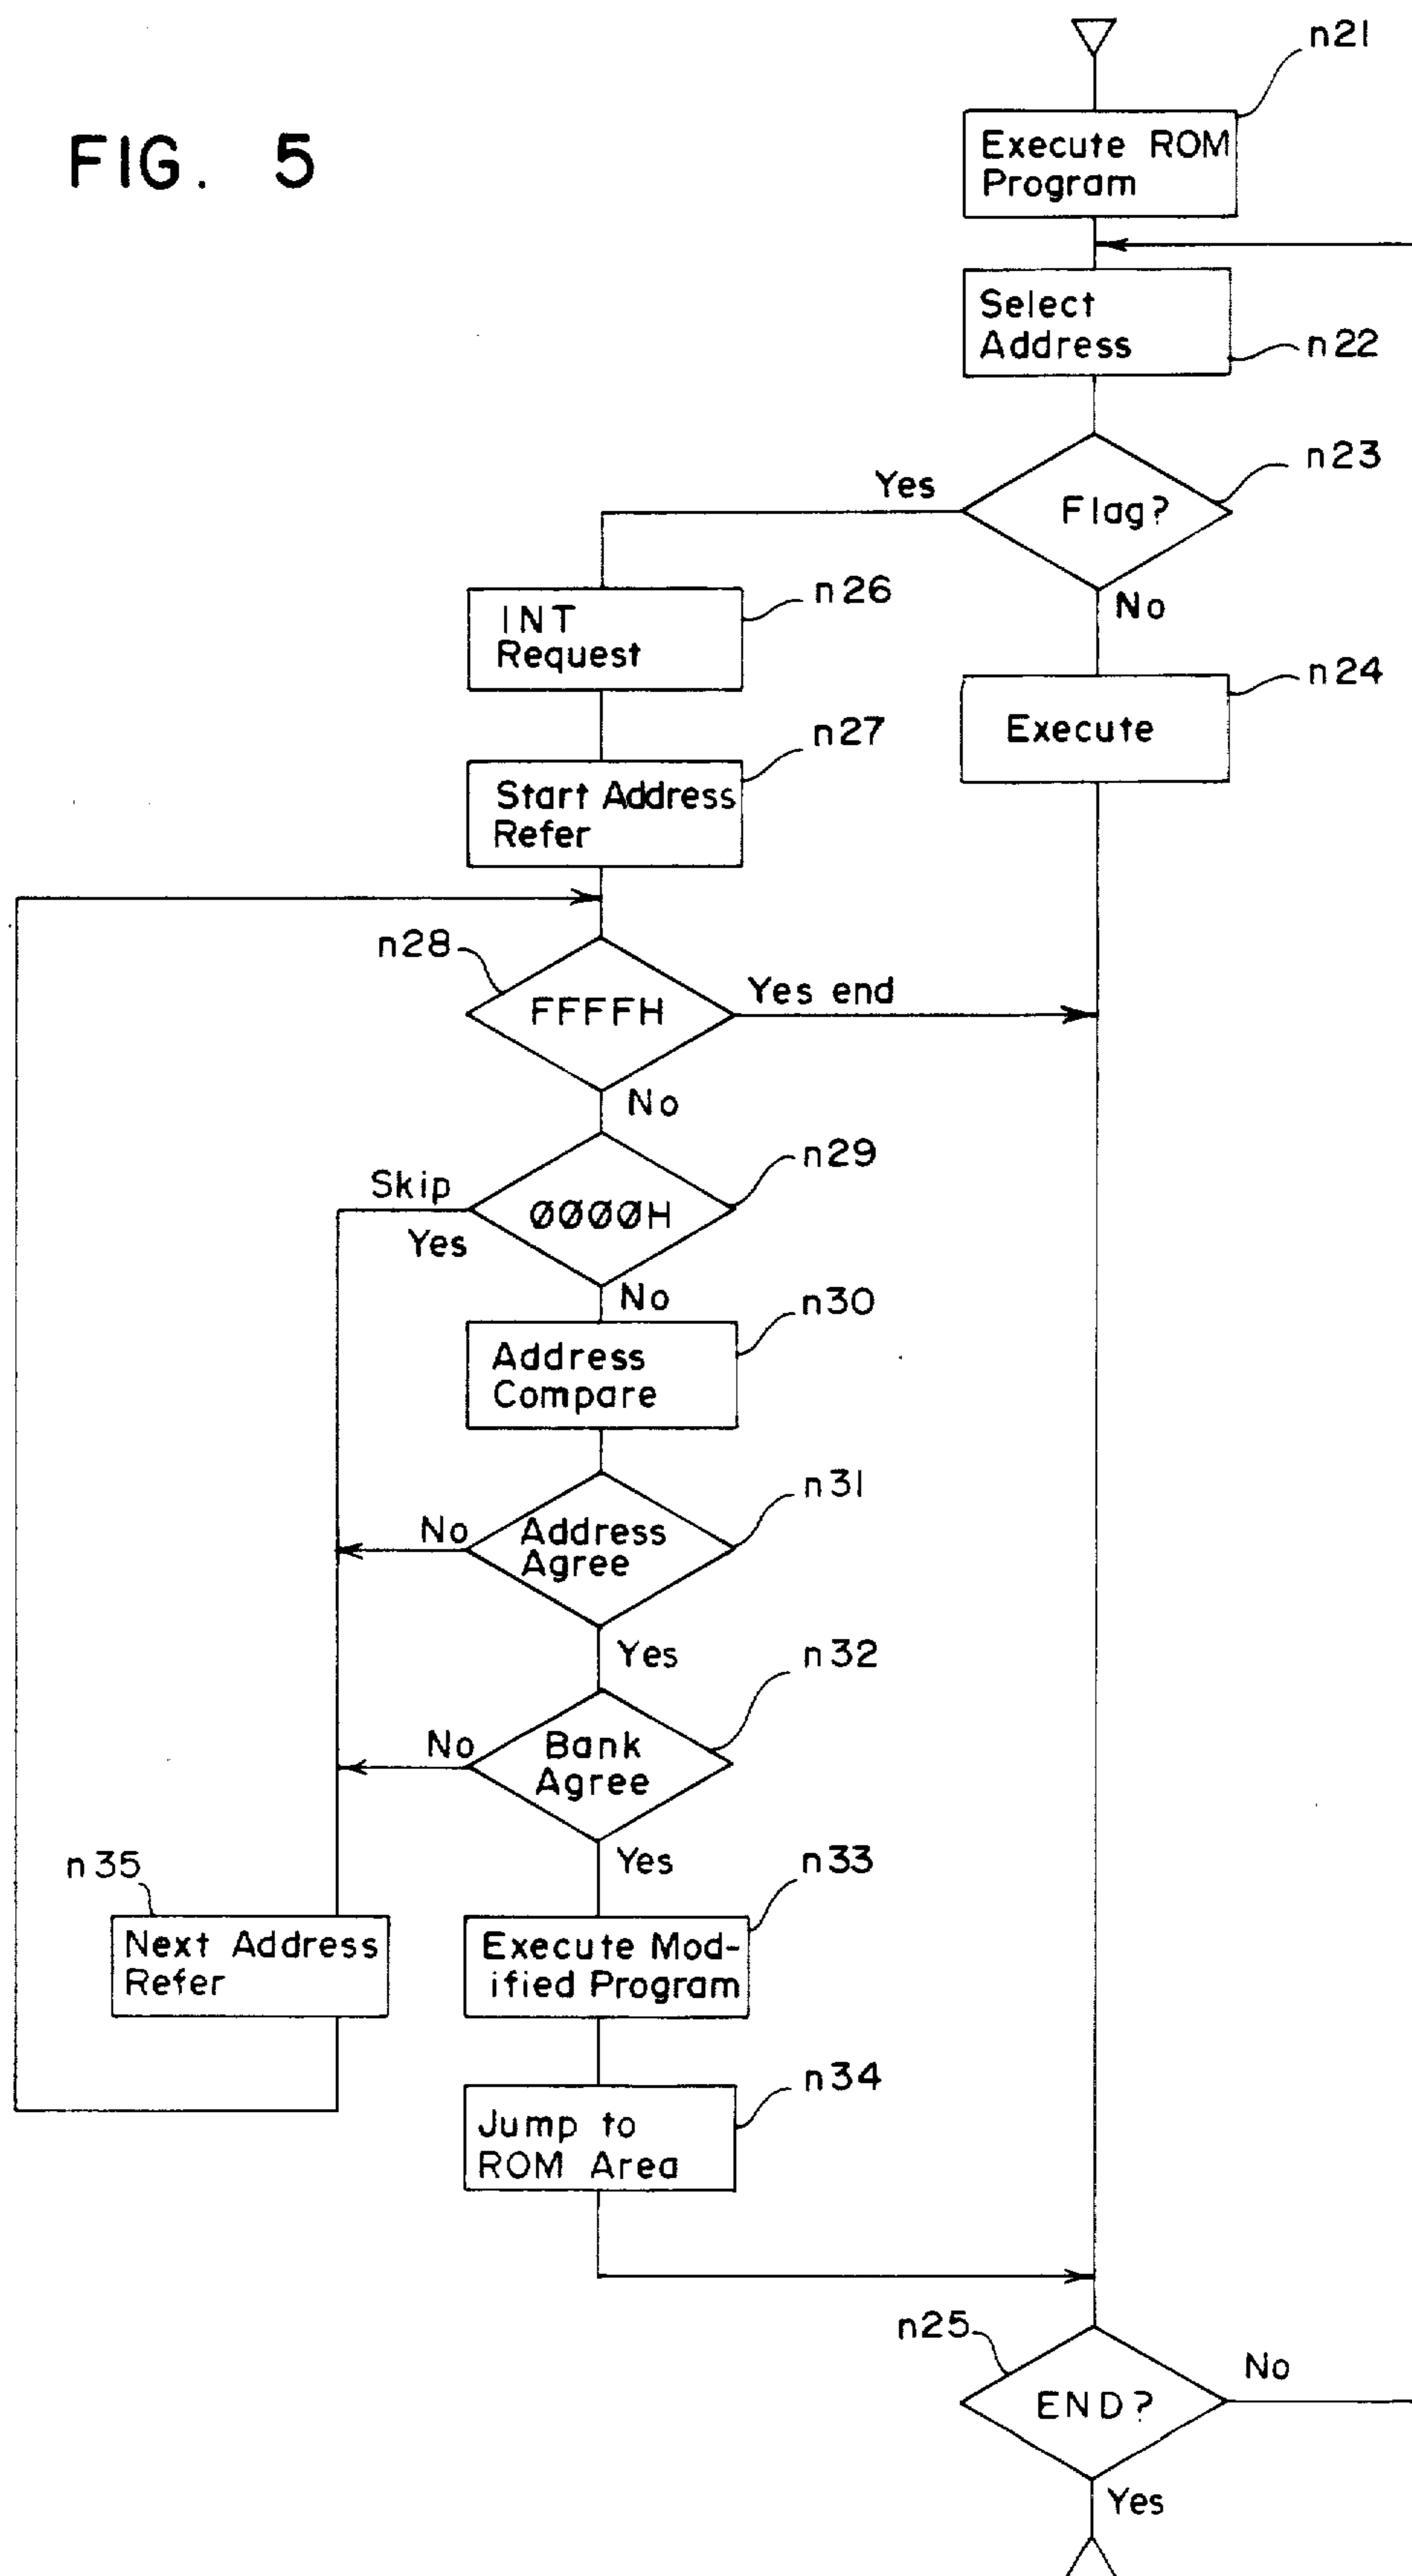 FIG. 5
n21
Execute ROM
Program
Select
Address
n22
n23
Yes
Flag?
No
n26
INT
Request
n24
Execute
n27
Start Address
Refer
n28
FFFFH
Yes end
No
n29
Skip
ØØØØH
Yes
No
n30
Address
Compare
n31
No
Address
Agree
Yes
n32
No
Bank
Agree
Yes
n33
n35
Next Address
Refer
Execute Mod-
ified Program
n34
Jump to
ROM Area
n25
No
END?
Yes